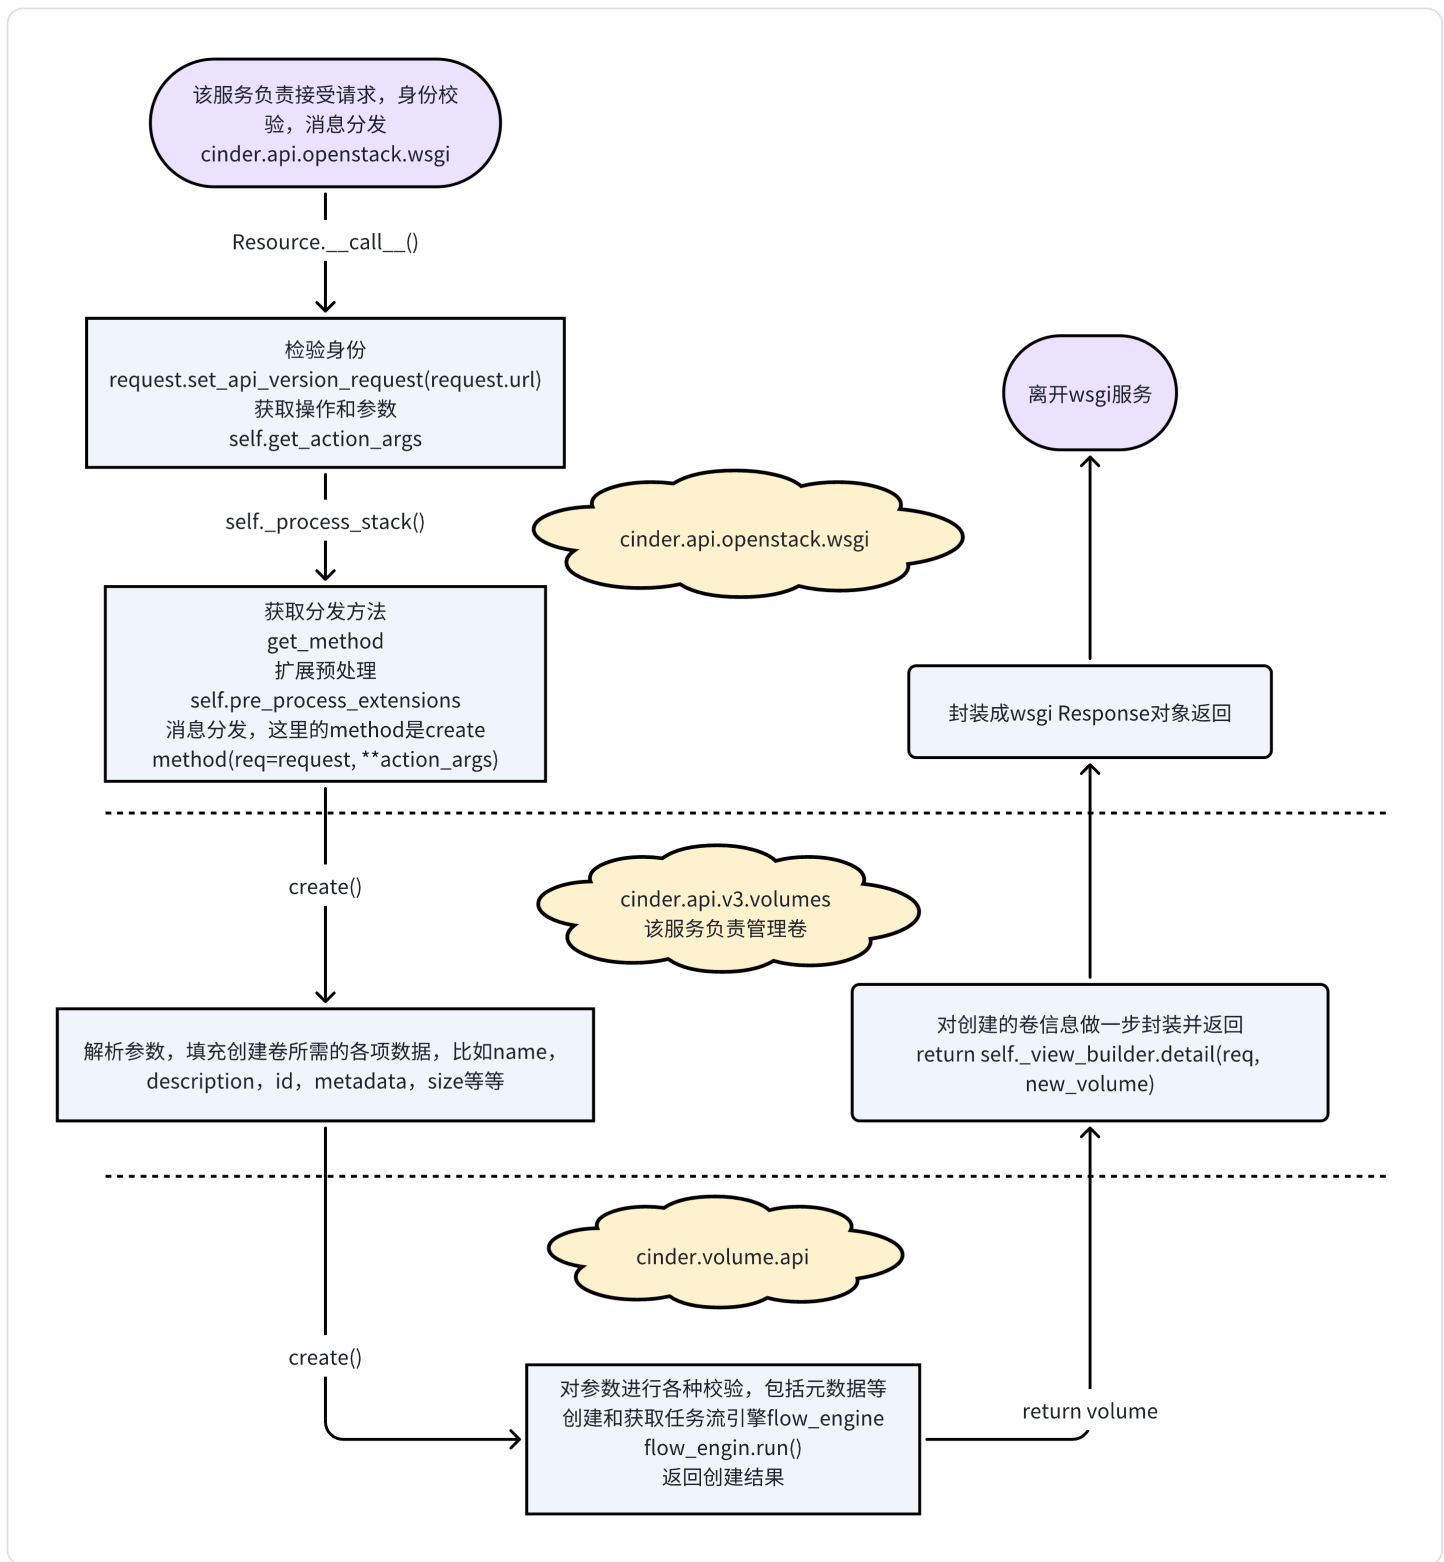 该服务负责接受请求，身份校
验，消息分发
cinder.api.openstack.wsgi
Resource.__call__()
检验身份
request.set_api_version_request(request.url)
获取操作和参数
self.get_action_args
self._process_stack()
获取分发方法
get_method
扩展预处理
self.pre_process_extensions
消息分发，这里的method是create
method(req=request, **action_args)
cinder.api.openstack.wsgi
离开wsgi服务
封装成wsgi Response对象返回
create()
cinder.api.v3.volumes
该服务负责管理卷
解析参数，填充创建卷所需的各项数据，比如name，
description，id，metadata，size等等
对创建的卷信息做一步封装并返回
return self._view_builder.detail(req,
new_volume)
cinder.volume.api
create()
对参数进行各种校验，包括元数据等
创建和获取任务流引擎flow_engine
flow_engin.run()
返回创建结果
return volume